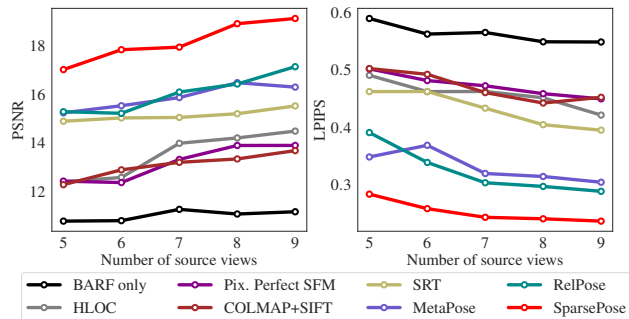 PSNR
18
16
14
12
5 6 7 8 9
Number of source views
LPIPS
0.6
0.5
0.4
0.3
5 6 7 8 9
Number of source views
BARF only Pix. Perfect SFM SRT RelPose
HLOC COLMAP+SIFT MetaPose SparsePose